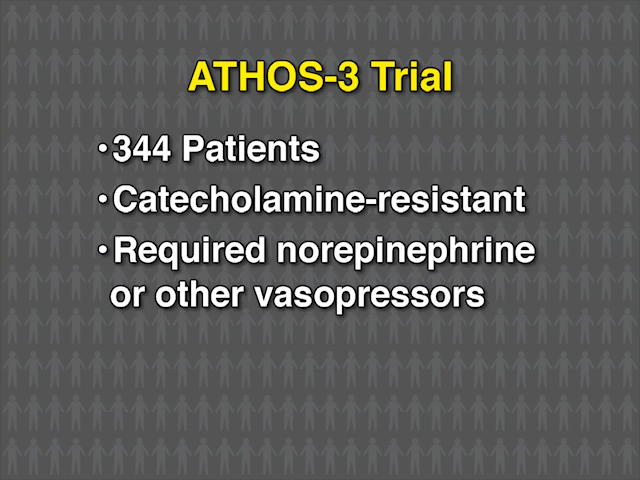 ATHOS-3 Trial
• 344 Patients
• Catecholamine-resistant
• Required norepinephrine
or other vasopressors